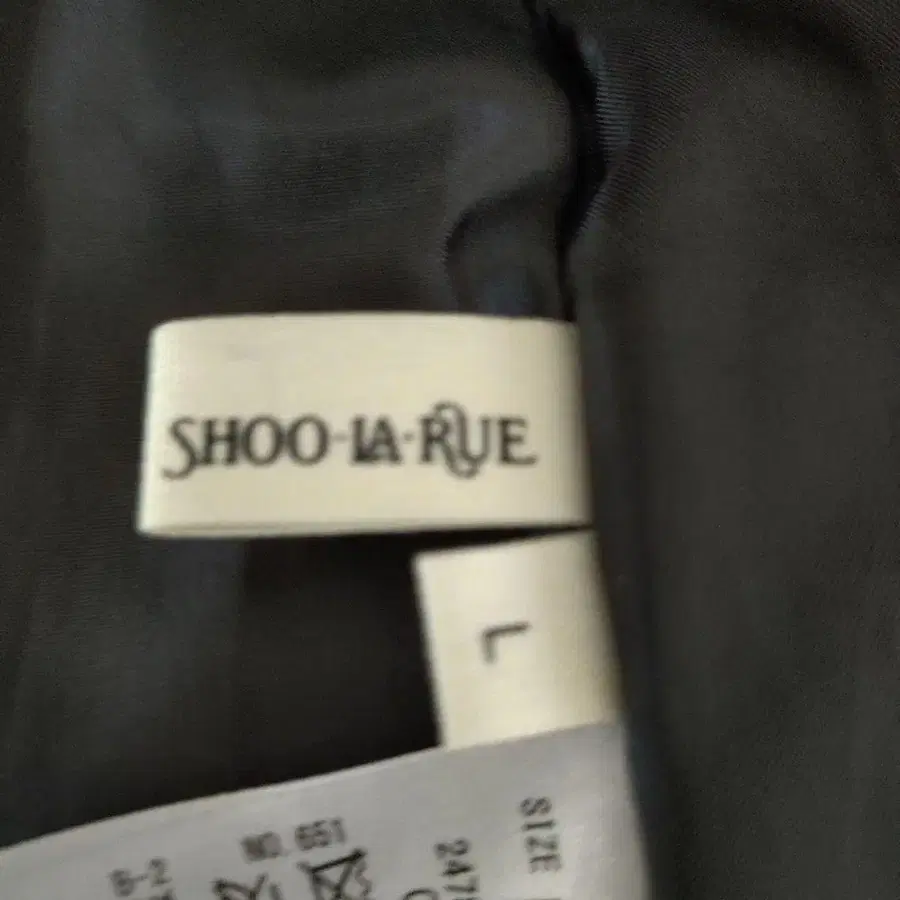 SHOO·LA·RUE
L
SIZE
NO. 651